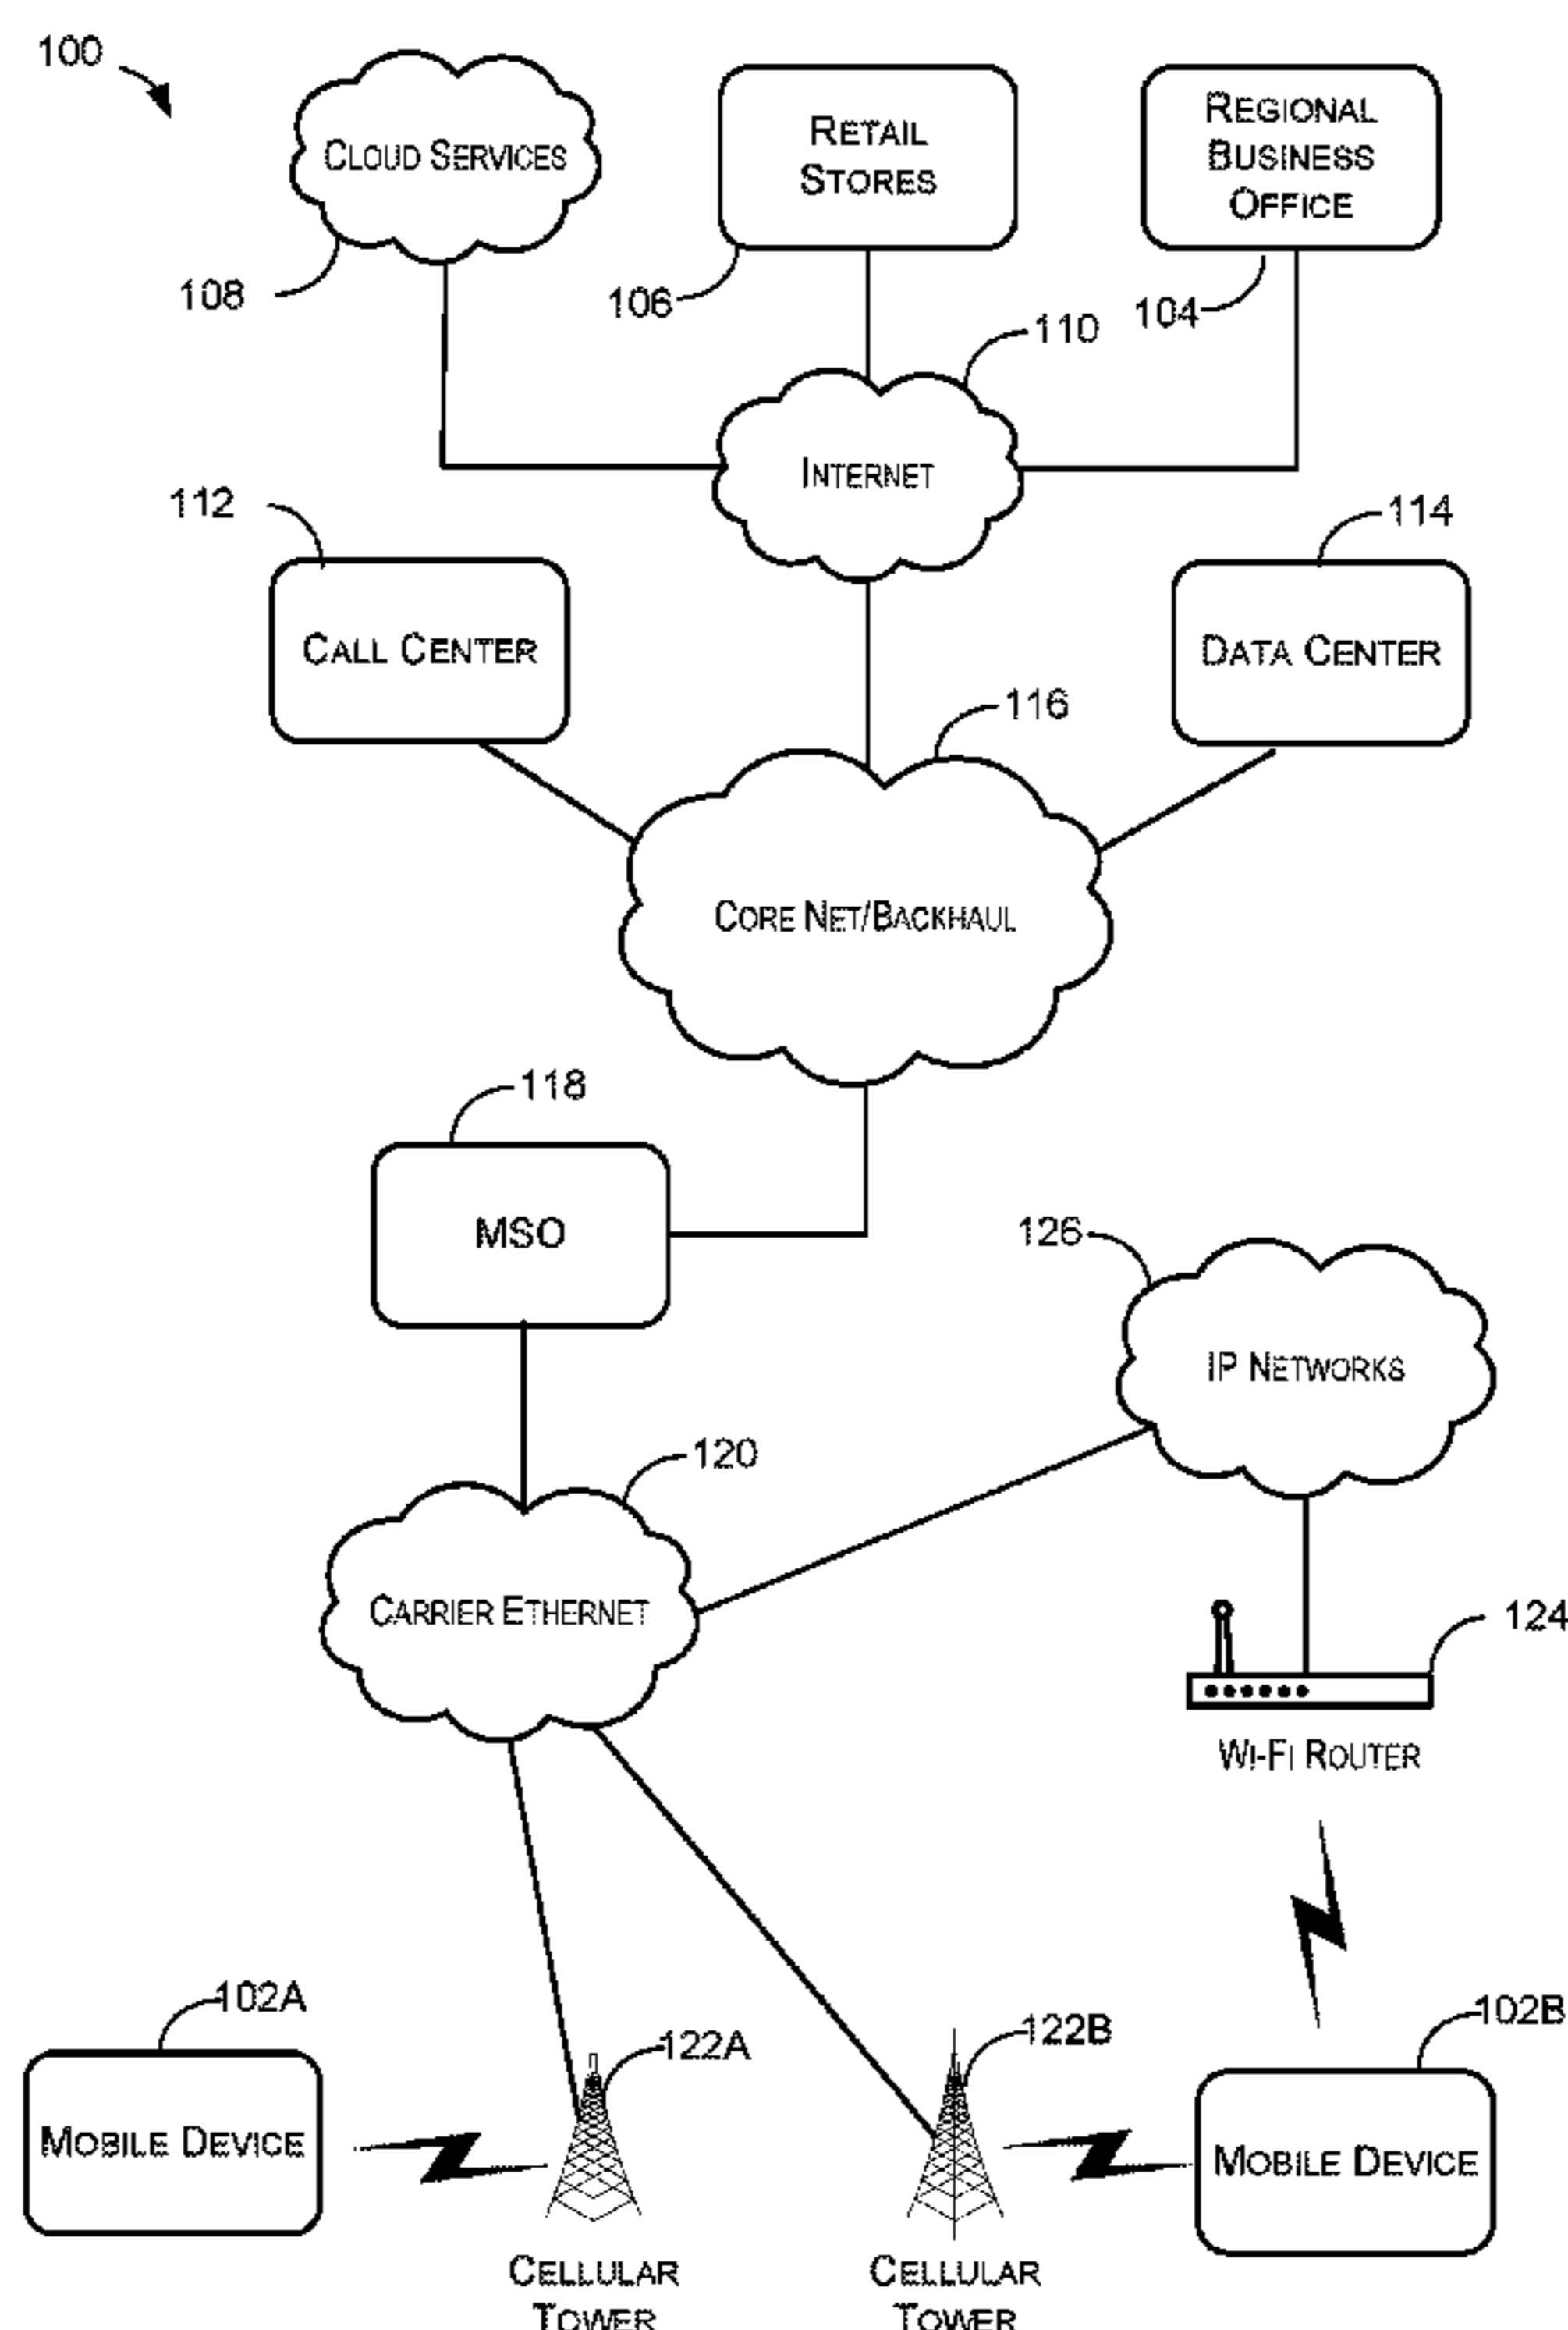 100
CLOUD SERVICES
RETAIL
STORES
REGIONAL
BUSINESS
OFFICE
108
106
104
110
INTERNET
112
114
CALL CENTER
DATA CENTER
116
CORE NET/BACKHAUL
118
MSO
126
IP NETWORKS
120
CARRIER ETHERNET
124
WI-FI ROUTER
102A
122A
122B
102B
MOBILE DEVICE
MOBILE DEVICE
CELLULAR
TOWER
CELLULAR
TOWER